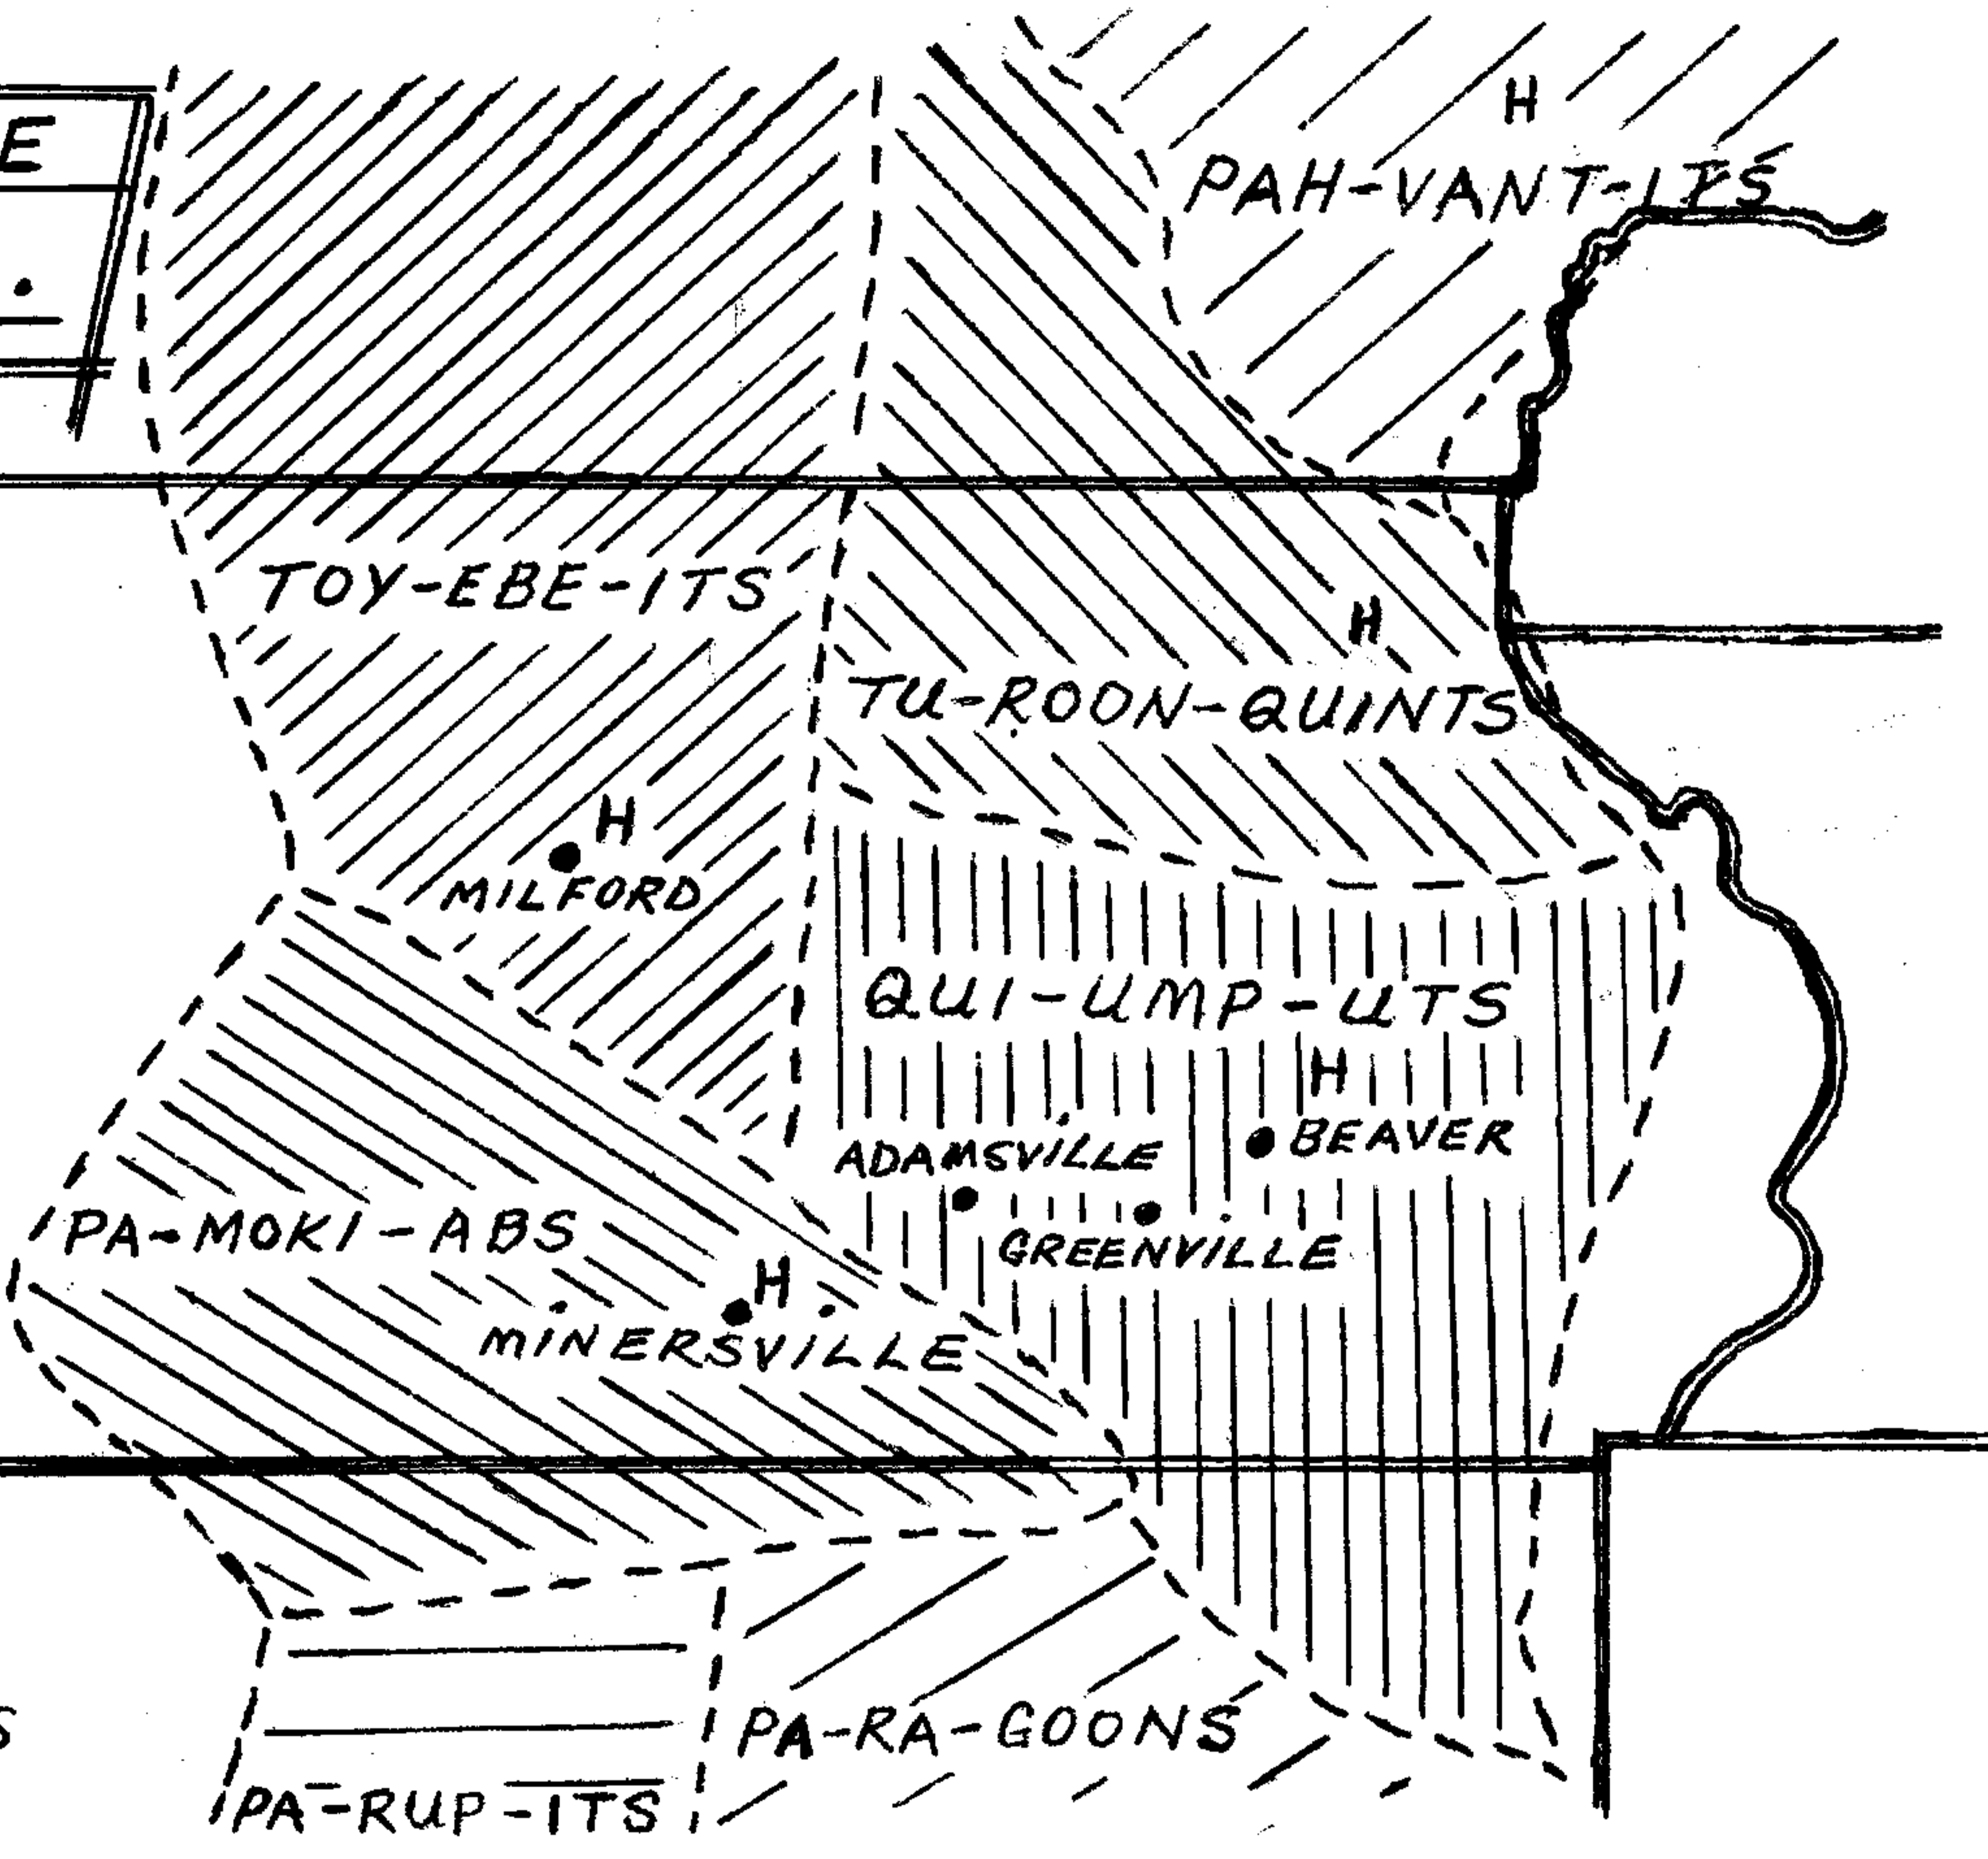 H
E
PAH-VANT-ITS
TOY-EBE-ITS
H
TU-ROON-QUINTS
H
MILFORD
QUI-UMP-UTS
H
BEAVER
ADAMSVILLE
GREENVILLE
PA-MOKI-ABS
H
MINERSVILLE
S
PA-RA-GOONS
PA-RUP-ITS